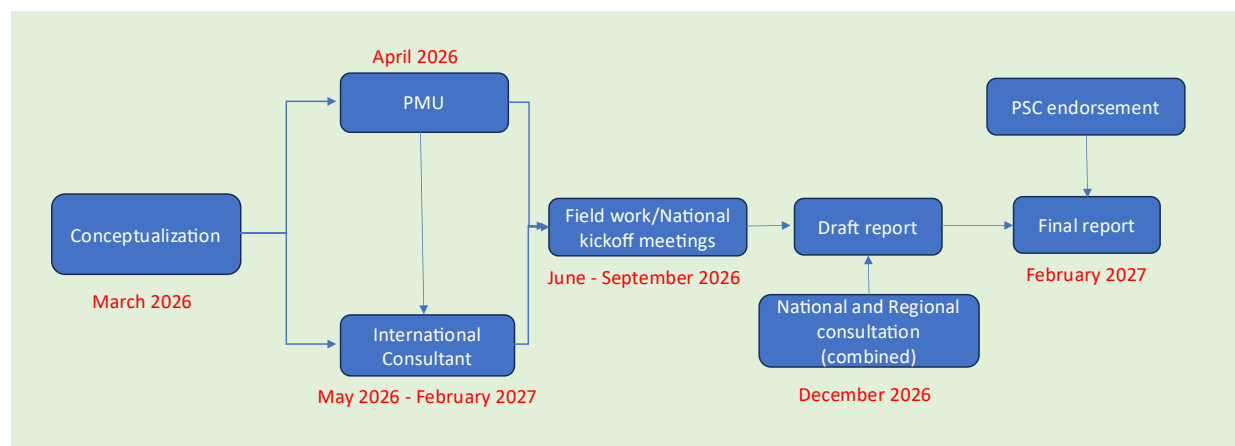 April 2026
PMU
PSC endorsement
Conceptualization
March 2026
Field work/National
kickoff meetings
June - September 2026
Draft report
Final report
February 2027
International
Consultant
May 2026 - February 2027
National and Regional
consultation
(combined)
December 2026